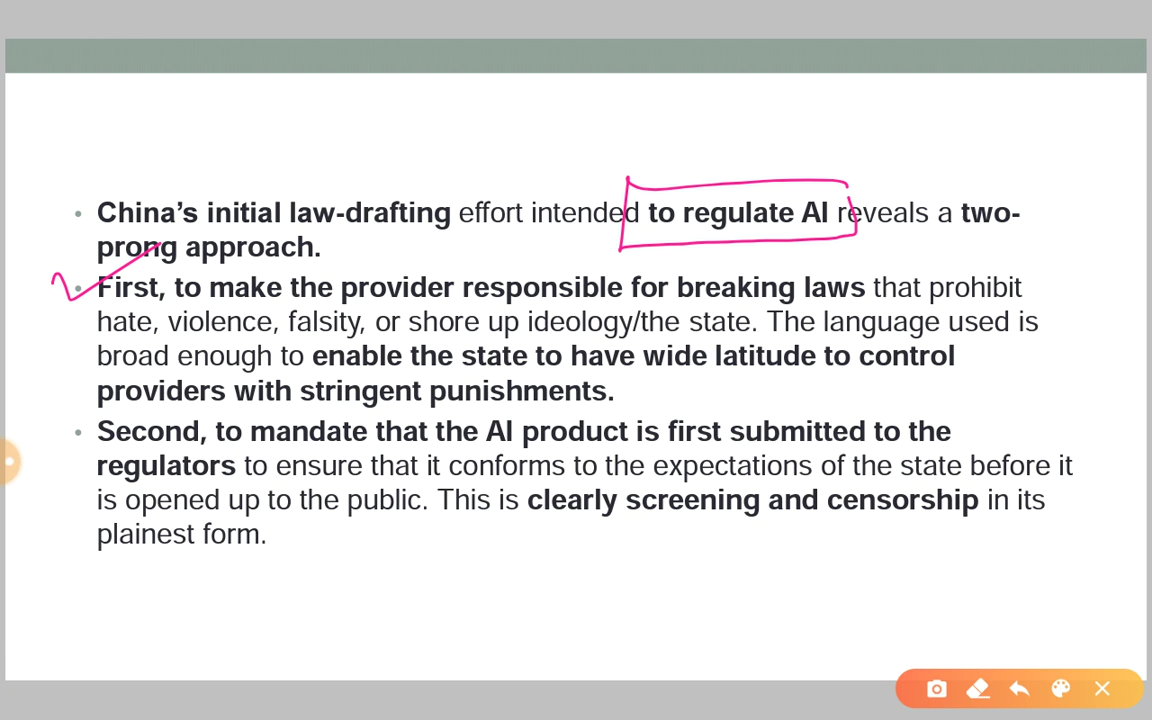 China’s initial law-drafting effort intended to regulate AI reveals a two-
prong approach.
First, to make the provider responsible for breaking laws that prohibit
hate, violence, falsity, or shore up ideology/the state. The language used is
broad enough to enable the state to have wide latitude to control
providers with stringent punishments.
Second, to mandate that the AI product is first submitted to the
regulators to ensure that it conforms to the expectations of the state before it
is opened up to the public. This is clearly screening and censorship in its
plainest form.